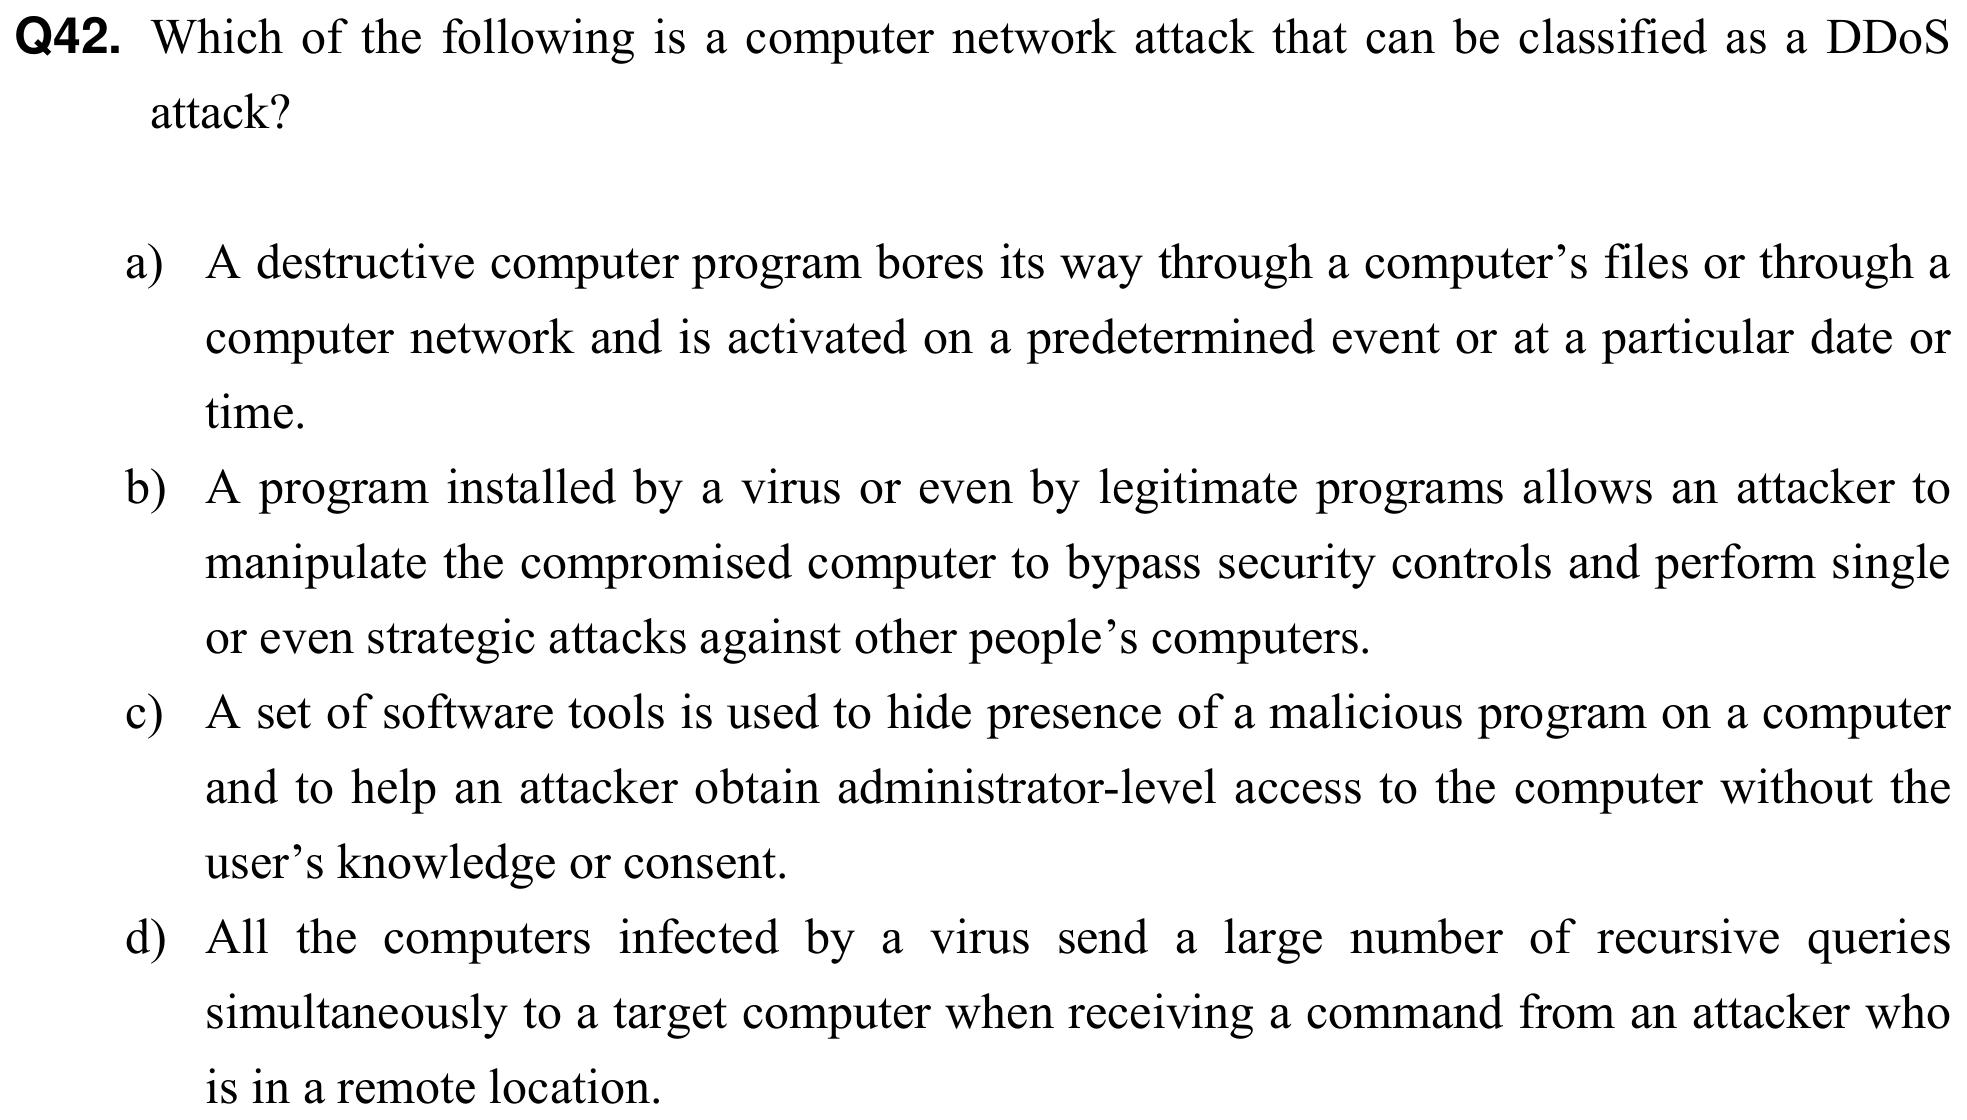 Q42. Which of the following is a computer network attack that can be classified as a DDoS
attack?
a) A destructive computer program bores its way through a computer’s files or through a
computer network and is activated on a predetermined event or at a particular date or
time.
b) A program installed by a virus or even by legitimate programs allows an attacker to
manipulate the compromised computer to bypass security controls and perform single
or even strategic attacks against other people’s computers.
c) A set of software tools is used to hide presence of a malicious program on a computer
and to help an attacker obtain administrator-level access to the computer without the
user’s knowledge or consent.
d) All the computers infected by a virus send a large number of recursive queries
simultaneously to a target computer when receiving a command from an attacker who
is in a remote location.